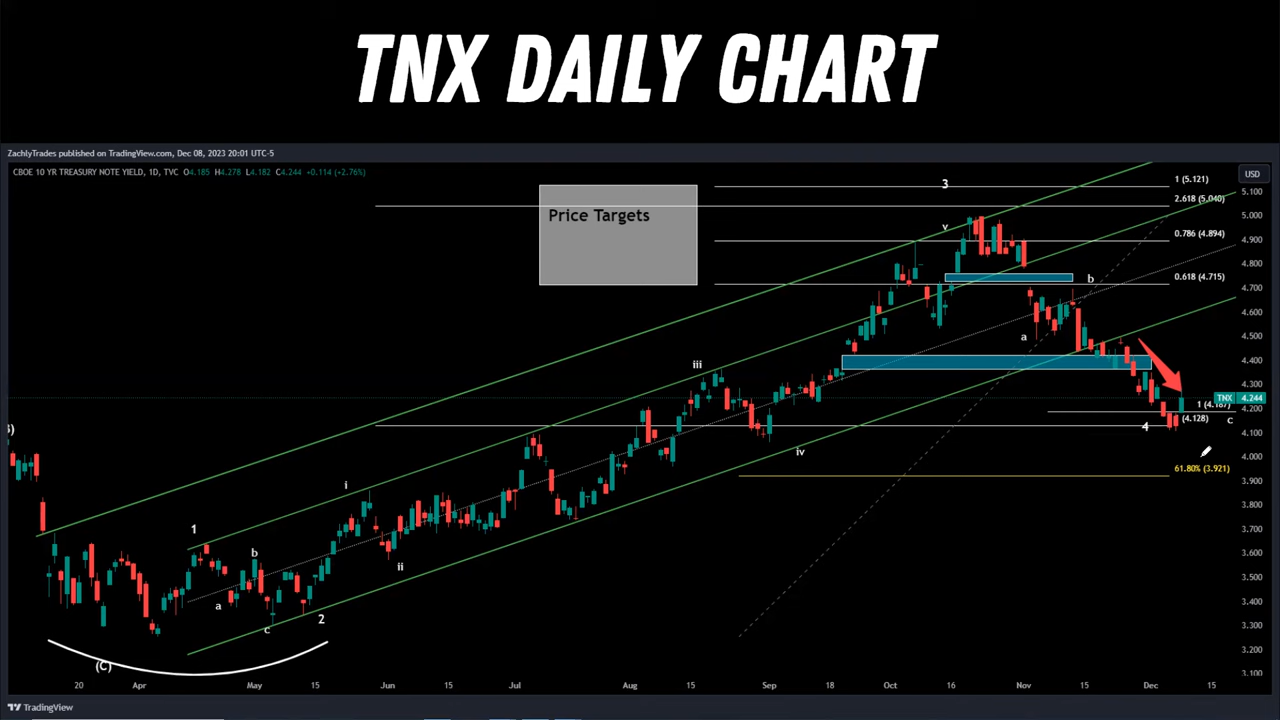 TNX DAILY CHART
ZachlyTrades published on TradingView.com, Dec 08, 2023 20:01 UTC-5
CBOE 10 YR TREASURY NOTE YIELD, 1D, TVC O4.185 H4.278 L4.182 C4.244 +0.114 (+2.76%)
USD
1 (5.121)
3
5.100
2.618 (5.040)
Price Targets
5.000
v
0.786 (4.894)
4.900
4.800
b
0.618 (4.715)
4.700
4.600
a
4.500
iii
4.400
4.300
TNX 4.244
1 (4.187)
4.200
(4.128)
c
4
4.100
iv
61.80% (3.921)
i
3.900
3.800
1
3.700
b
3.600
ii
3.500
a
3.400
2
c
3.300
3.200
(C)
3.100
20 Apr May 15 Jun 15 Jul Aug 15 Sep 18 Oct 16 Nov 15 Dec 15
TradingView